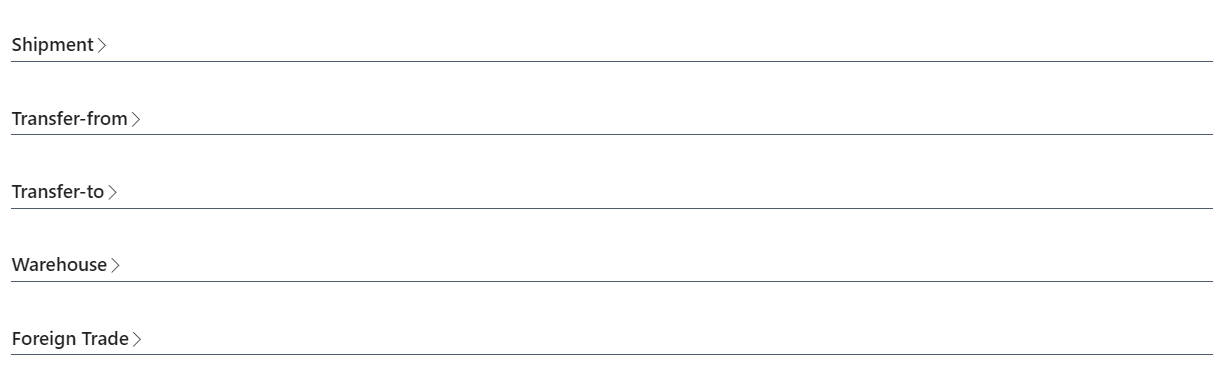 Shipment
Transfer-from
Transfer-to
Warehouse
Foreign Trade